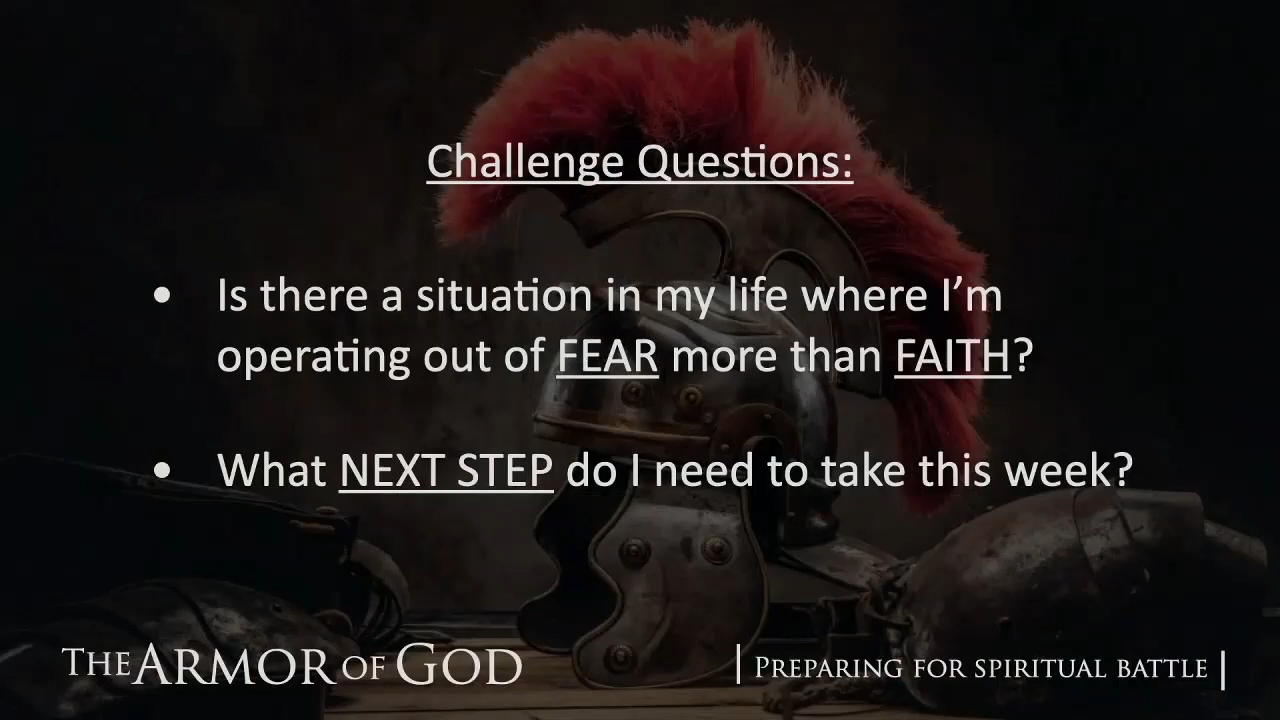 Challenge Questions:
• Is there a situation in my life where I’m
operating out of FEAR more than FAITH?
• What NEXT STEP do I need to take this week?
THE ARMOR OF GOD
| PREPARING FOR SPIRITUAL BATTLE |